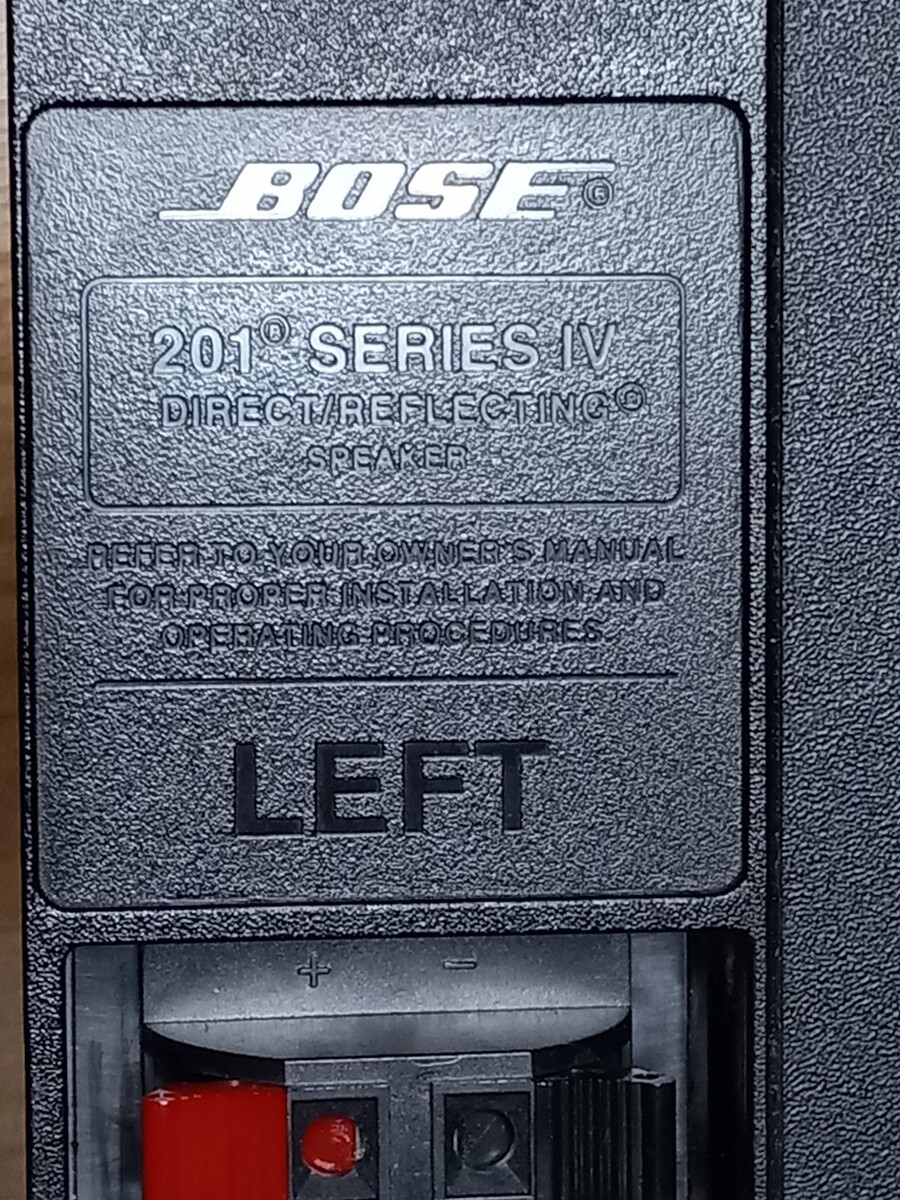 BOSE®
201® SERIES IV
DIRECT/REFLECTING®
SPEAKER
REFER TO YOUR OWNER'S MANUAL
FOR PROPER INSTALLATION AND
OPERATING PROCEDURES
LEFT
+ −